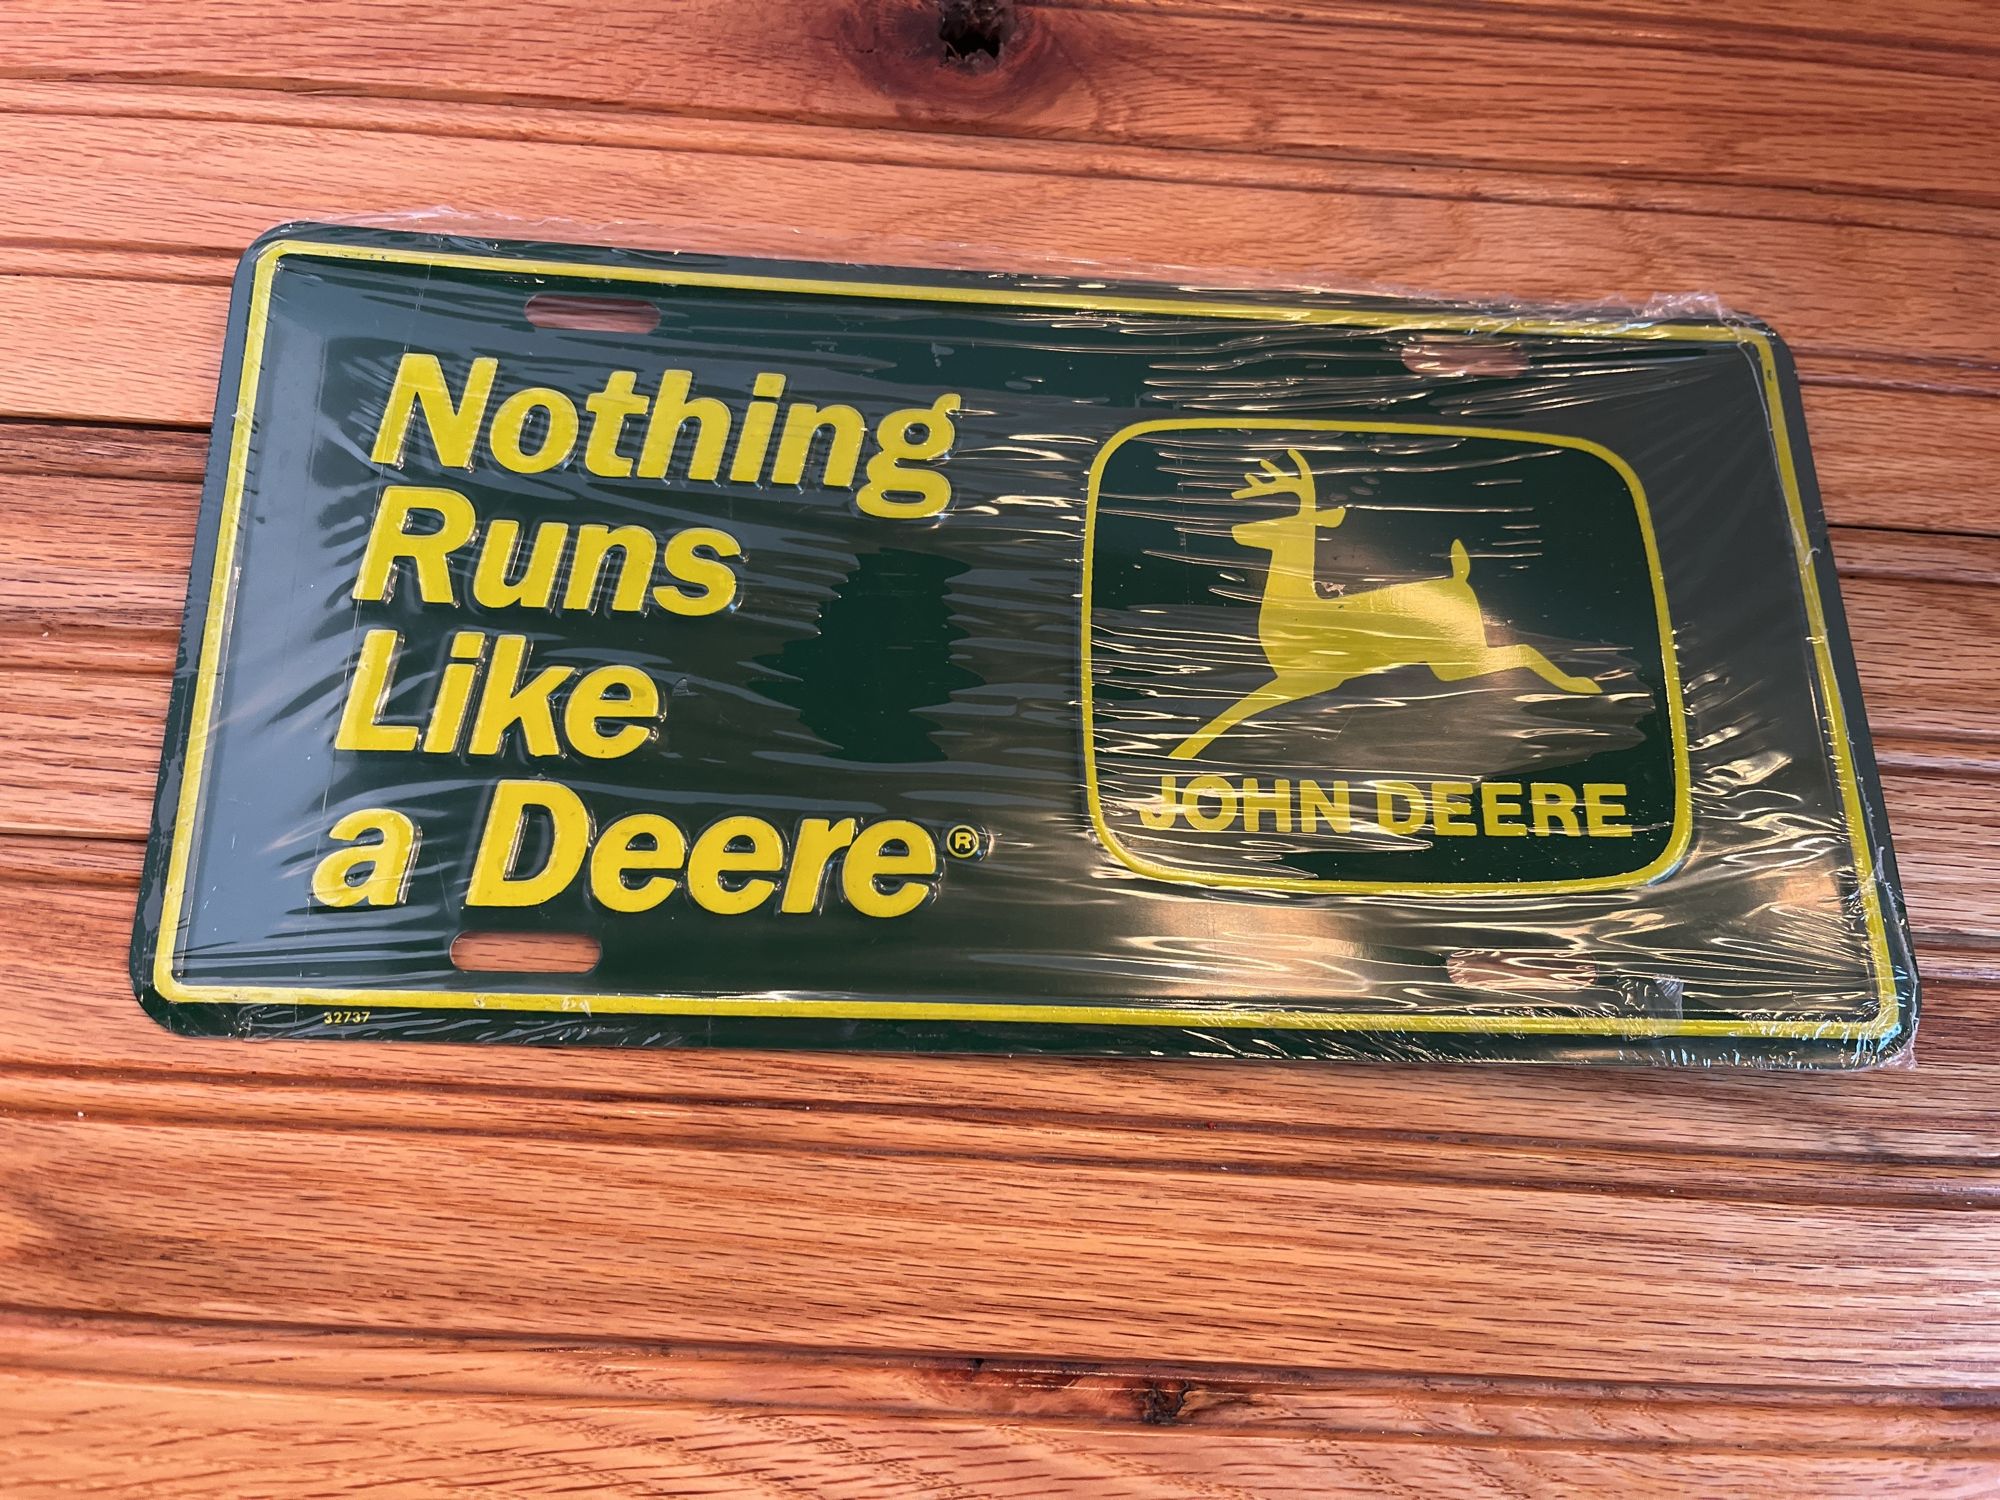 Nothing
Runs
Like
a Deere®
JOHN DEERE
32737